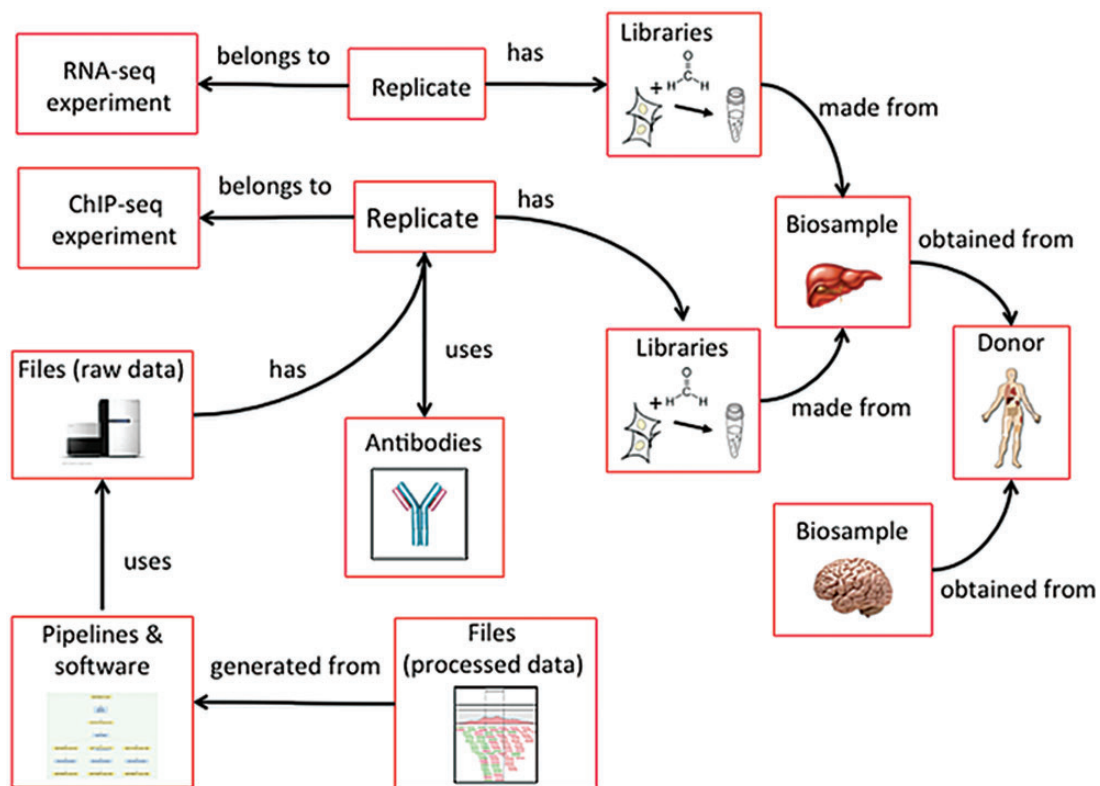 RNA-seq
experiment
belongs to
Replicate
has
Libraries
O
C
H
H
+
made from
ChIP-seq
experiment
belongs to
Replicate
has
Biosample
obtained from
Files (raw data)
has
uses
Libraries
O
C
H
H
+
made from
Donor
Antibodies
Biosample
obtained from
uses
Pipelines &
software
generated from
Files
(processed data)